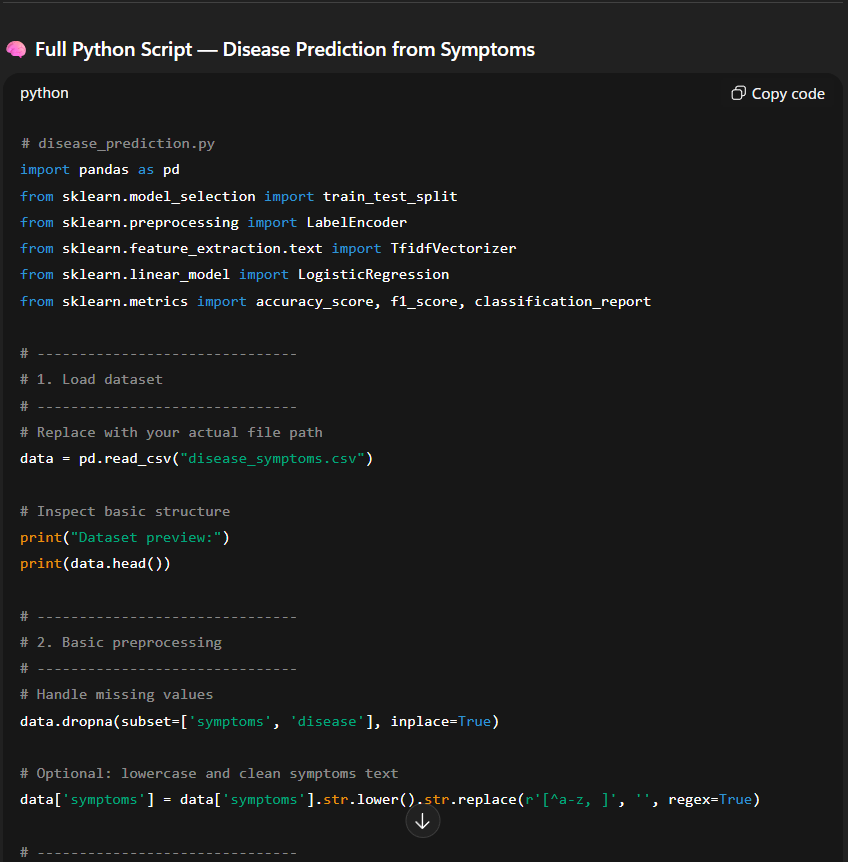 Full Python Script — Disease Prediction from Symptoms
python
Copy code
# disease_prediction.py
import pandas as pd
from sklearn.model_selection import train_test_split
from sklearn.preprocessing import LabelEncoder
from sklearn.feature_extraction.text import TfidfVectorizer
from sklearn.linear_model import LogisticRegression
from sklearn.metrics import accuracy_score, f1_score, classification_report
# -------------------------------
# 1. Load dataset
# -------------------------------
# Replace with your actual file path
data = pd.read_csv("disease_symptoms.csv")
# Inspect basic structure
print("Dataset preview:")
print(data.head())
# -------------------------------
# 2. Basic preprocessing
# -------------------------------
# Handle missing values
data.dropna(subset=['symptoms', 'disease'], inplace=True)
# Optional: lowercase and clean symptoms text
data['symptoms'] = data['symptoms'].str.lower().str.replace(r'[^a-z, ]', '', regex=True)
# -------------------------------